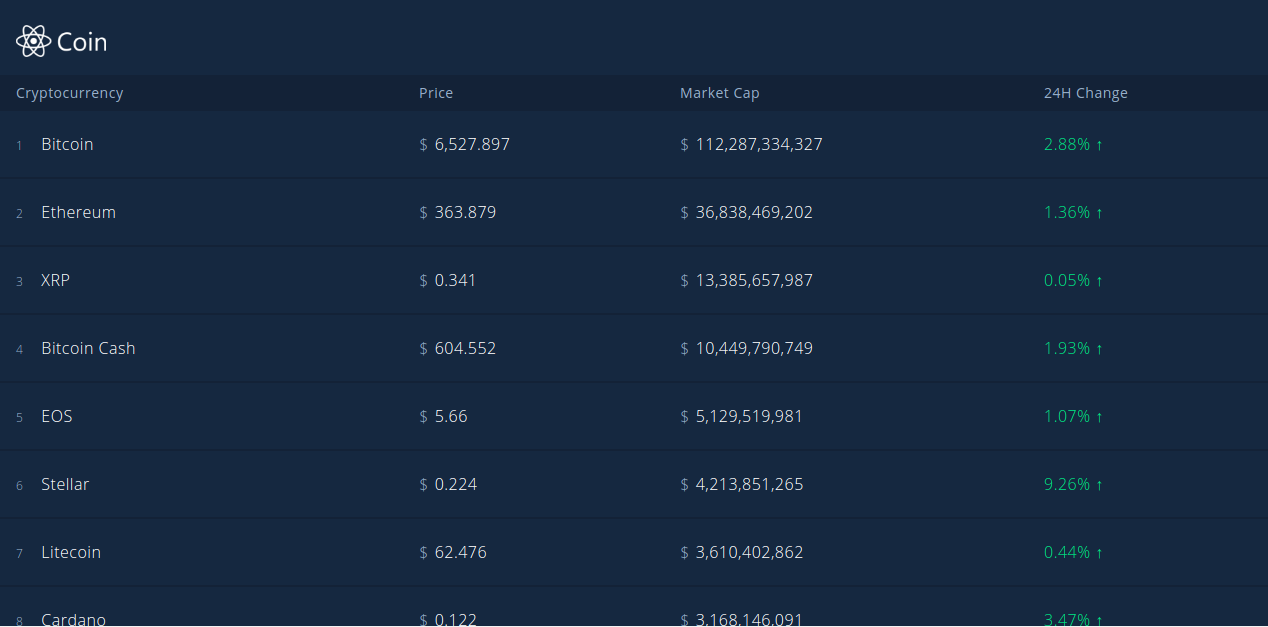 Coin
Cryptocurrency Price Market Cap 24H Change
1 Bitcoin $ 6,527.897 $ 112,287,334,327 2.88% ↑
2 Ethereum $ 363.879 $ 36,838,469,202 1.36% ↑
3 XRP $ 0.341 $ 13,385,657,987 0.05% ↑
4 Bitcoin Cash $ 604.552 $ 10,449,790,749 1.93% ↑
5 EOS $ 5.66 $ 5,129,519,981 1.07% ↑
6 Stellar $ 0.224 $ 4,213,851,265 9.26% ↑
7 Litecoin $ 62.476 $ 3,610,402,862 0.44% ↑
8 Cardano $ 0.122 $ 3,168,146,091 3.47% ↑